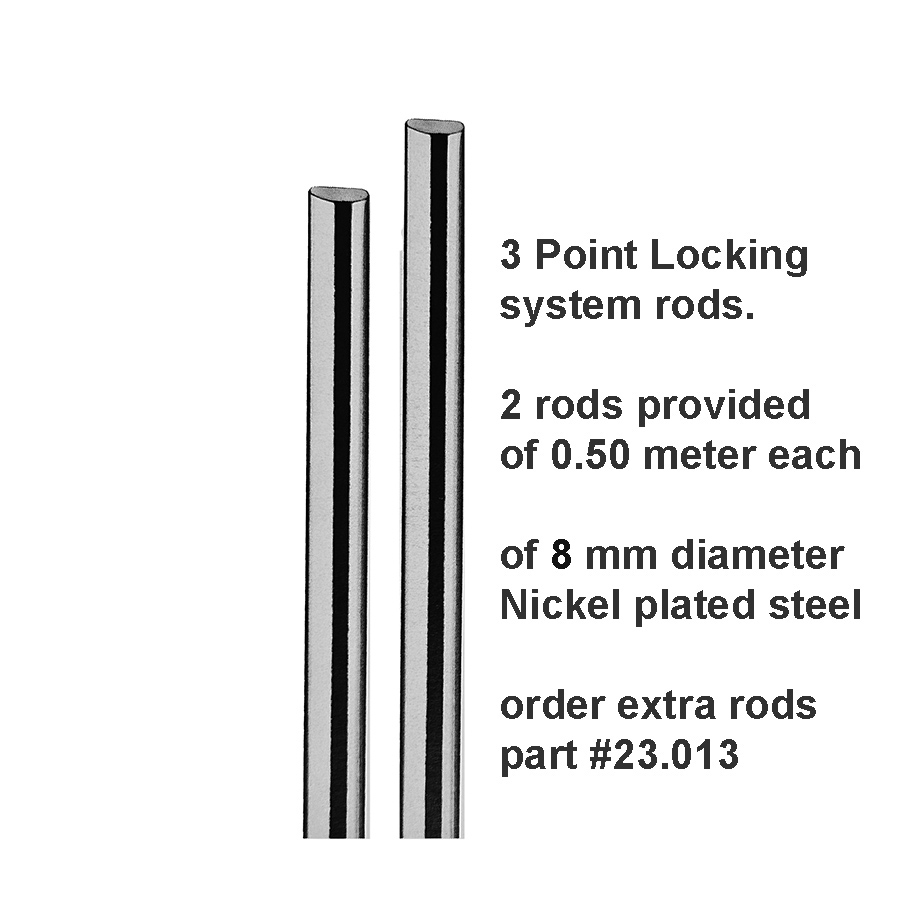 3 Point Locking
system rods.
2 rods provided
of 0.50 meter each
of 8 mm diameter
Nickel plated steel
order extra rods
part #23.013